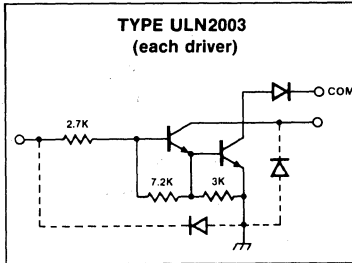 TYPE ULN2003
(each driver)
COM
2.7K
7.2K
3K